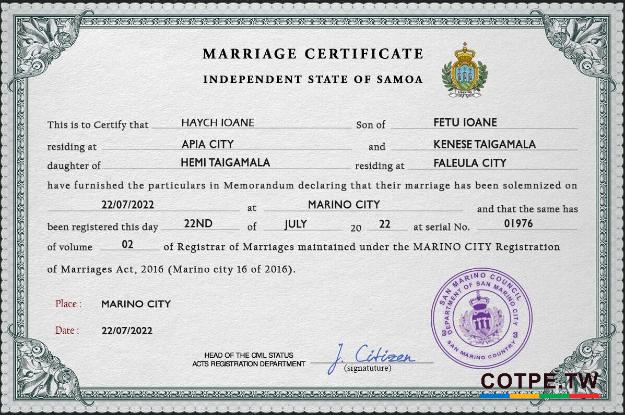 MARRIAGE CERTIFICATE
INDEPENDENT STATE OF SAMOA
This is to Certify that HAYCH IOANE Son of FETU IOANE
residing at APIA CITY and KENESE TAIGAMALA
daughter of HEMI TAIGAMALA residing at FALEULA CITY
have furnished the particulars in Memorandum declaring that their marriage has been solemnized on
22/07/2022 at MARINO CITY and that the same has
been registered this day 22ND of JULY 20 22 at serial No. 01976
of volume 02 of Registrar of Marriages maintained under the MARINO CITY Registration
of Marriages Act, 2016 (Marino city 16 of 2016).
Place : MARINO CITY
Date : 22/07/2022
HEAD OF THE CIVIL STATUS
ACTS REGISTRATION DEPARTMENT
J. Citizen
(signatuture)
SAN MARINO COUNCIL
DEPARTMENT OF SAN MARINO CITY
SAN MARINO COUNTRY
COTPE.TW